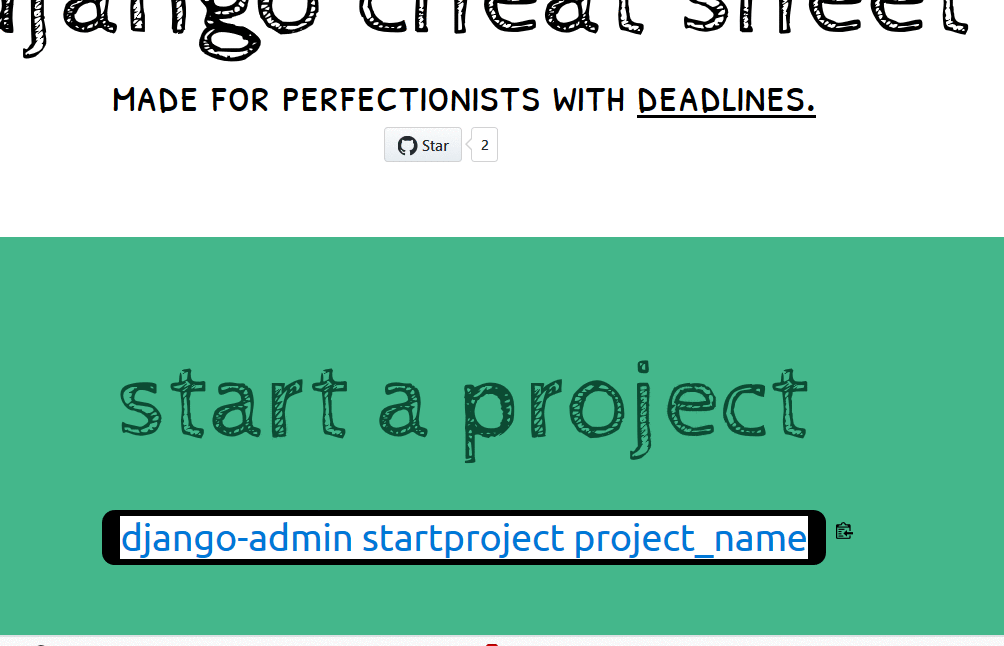 django cheat sheet
MADE FOR PERFECTIONISTS WITH DEADLINES.
Star 2
start a project
django-admin startproject project_name